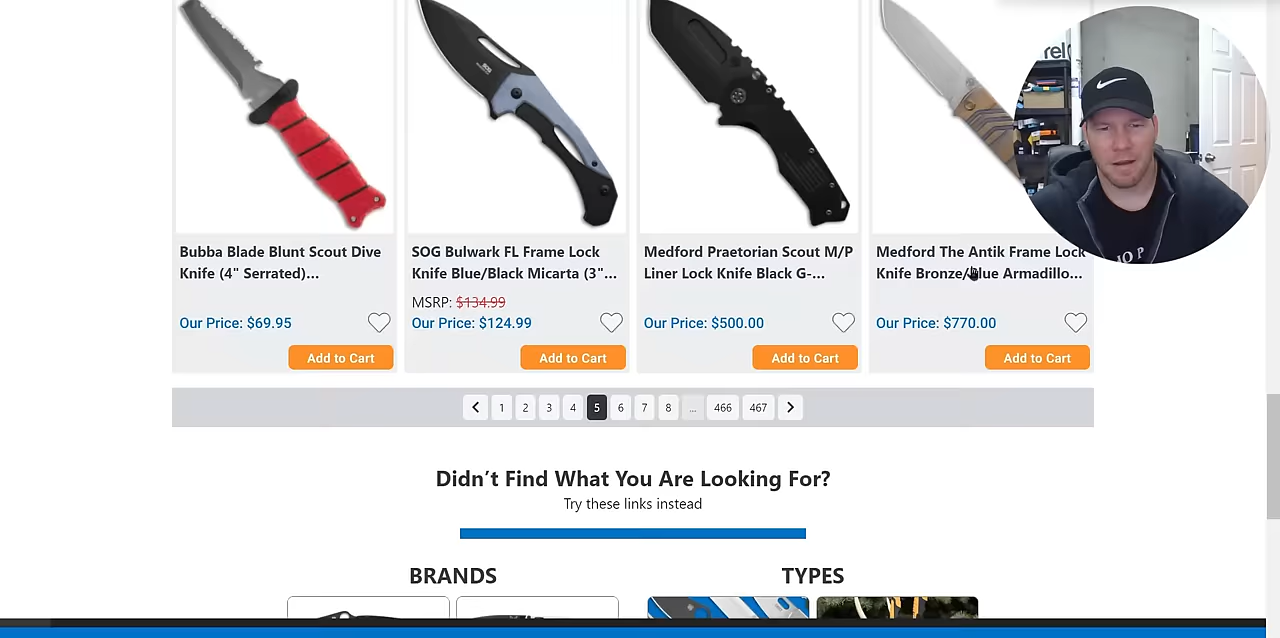 SOG
Bubba Blade Blunt Scout Dive
Knife (4" Serrated)...
Our Price: $69.95
Add to Cart
SOG Bulwark FL Frame Lock
Knife Blue/Black Micarta (3"...
MSRP: $134.99
Our Price: $124.99
Add to Cart
Medford Praetorian Scout M/P
Liner Lock Knife Black G-...
Our Price: $500.00
Add to Cart
Medford The Antik Frame Lock
Knife Bronze/Blue Armadillo...
Our Price: $770.00
Add to Cart
1 2 3 4 5 6 7 8 ... 466 467
Didn’t Find What You Are Looking For?
Try these links instead
BRANDS
TYPES